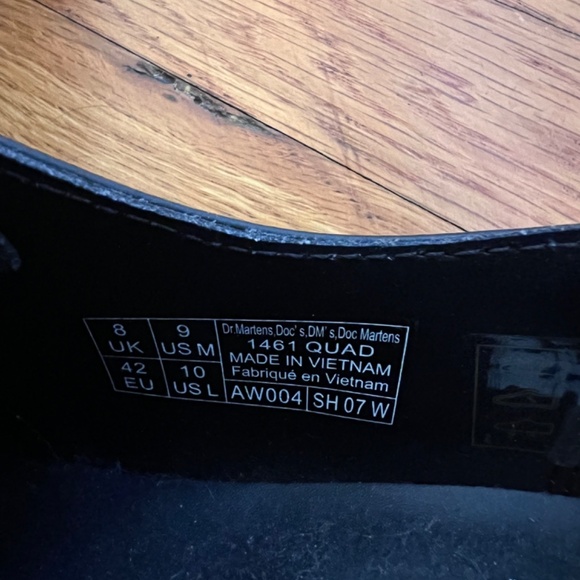 8 UK
9 US M
42 EU
10 US L
Dr.Martens,Doc's,DM's,Doc Martens
1461 QUAD
MADE IN VIETNAM
Fabriqué en Vietnam
AW004
SH 07 W